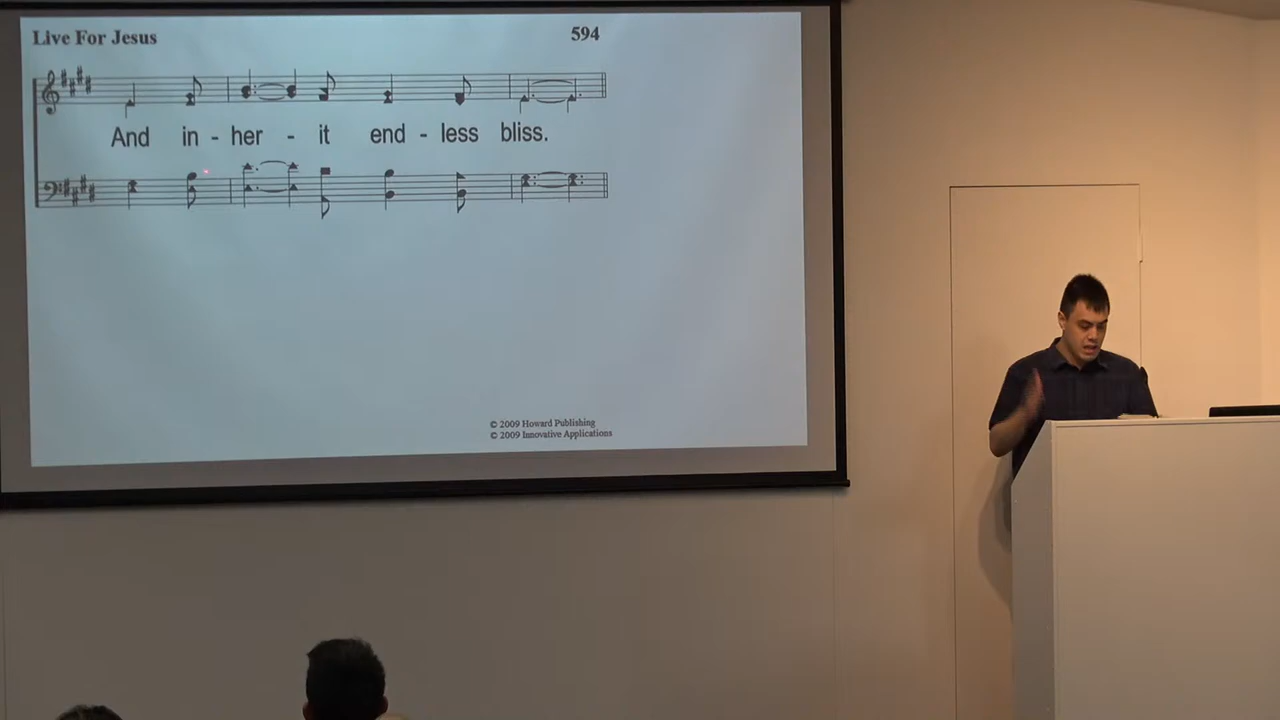 Live For Jesus 594
And in - her - it end - less bliss.
© 2009 Howard Publishing
© 2009 Innovative Applications